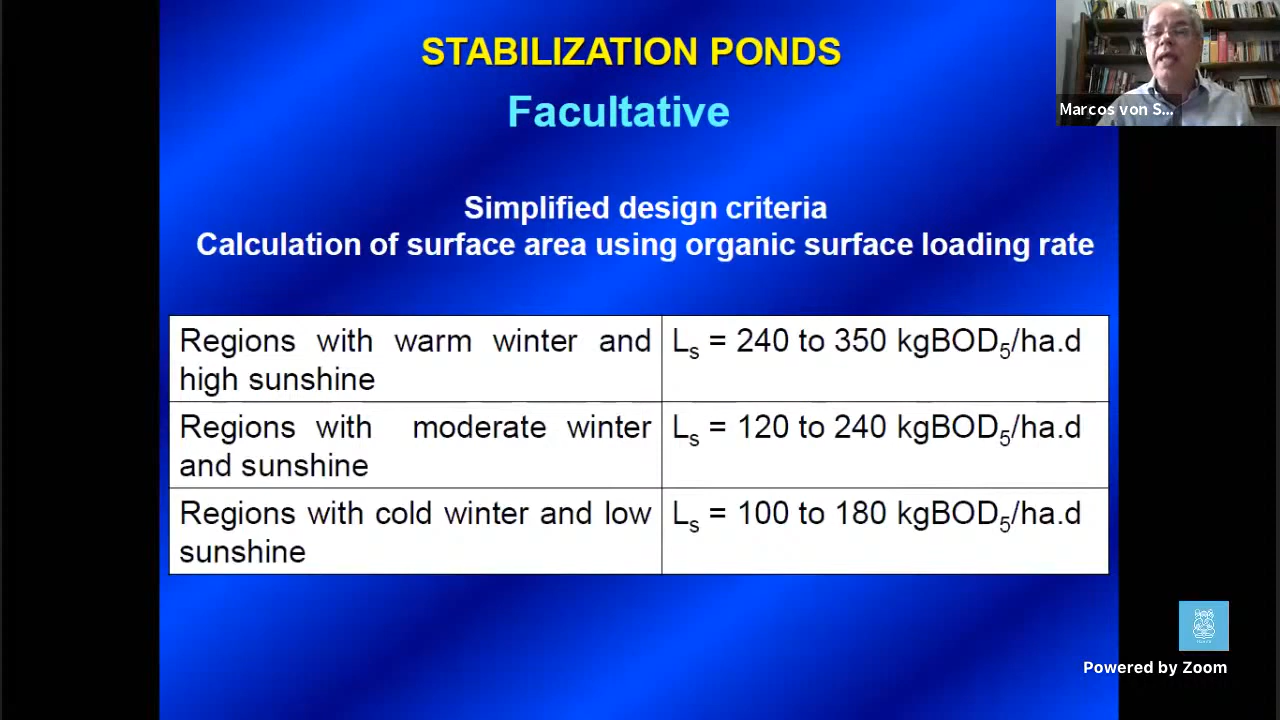 STABILIZATION PONDS
Facultative
Marcos von S...
Simplified design criteria
Calculation of surface area using organic surface loading rate
Regions with warm winter and high sunshine
Ls = 240 to 350 kgBOD5/ha.d
Regions with moderate winter and sunshine
Ls = 120 to 240 kgBOD5/ha.d
Regions with cold winter and low sunshine
Ls = 100 to 180 kgBOD5/ha.d
Powered by Zoom